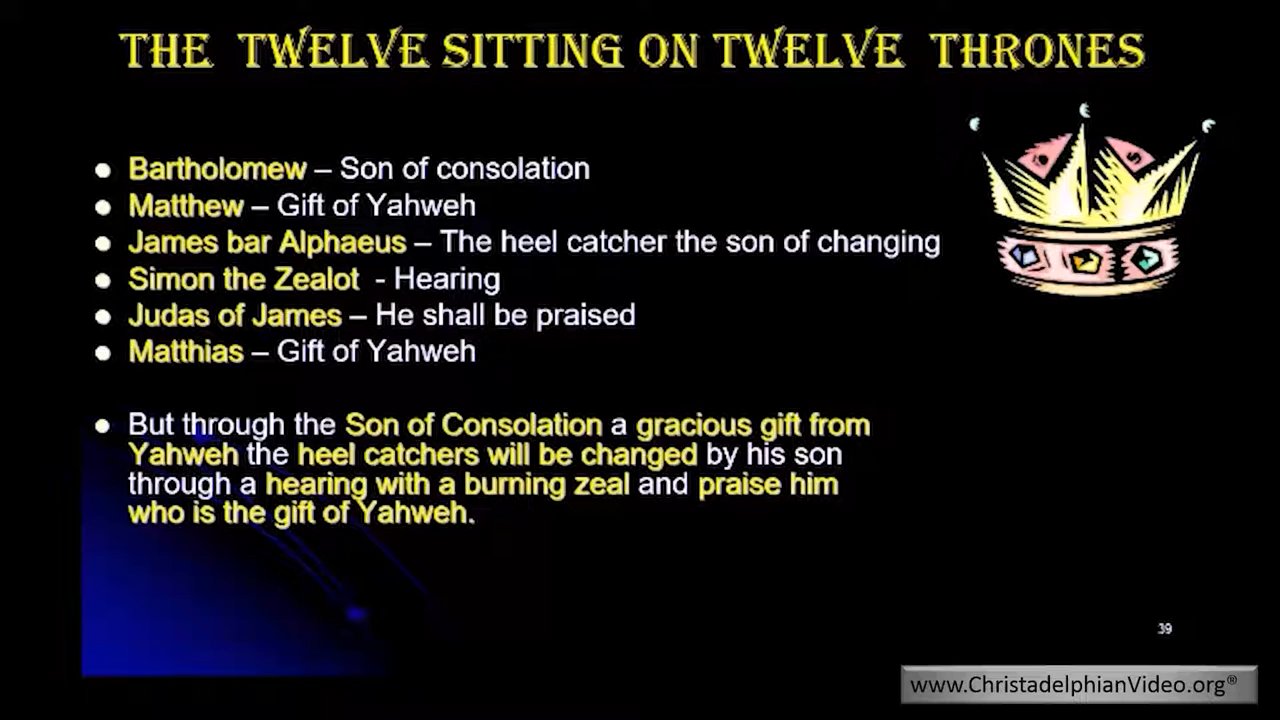 THE TWELVE SITTING ON TWELVE THRONES
• Bartholomew – Son of consolation
• Matthew – Gift of Yahweh
• James bar Alphaeus – The heel catcher the son of changing
• Simon the Zealot - Hearing
• Judas of James – He shall be praised
• Matthias – Gift of Yahweh
• But through the Son of Consolation a gracious gift from
Yahweh the heel catchers will be changed by his son
through a hearing with a burning zeal and praise him
who is the gift of Yahweh.
39
www.ChristadelphianVideo.org®